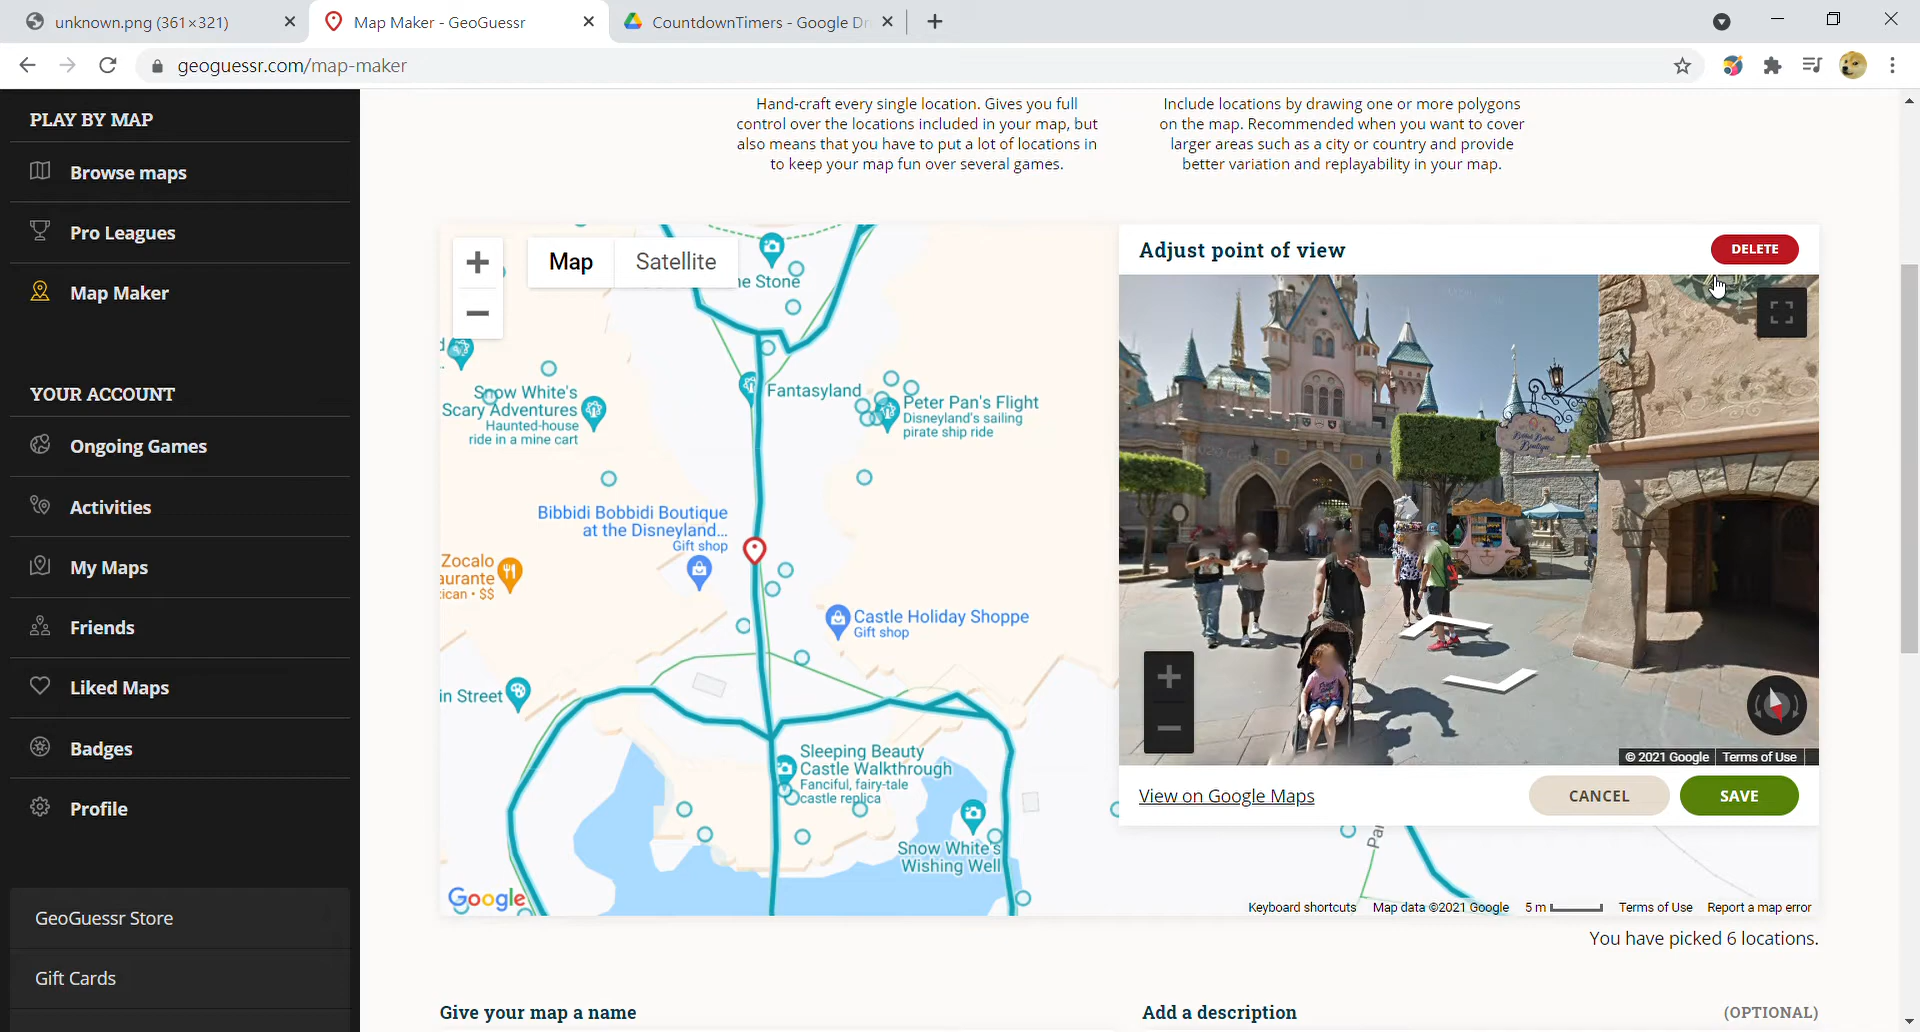 unknown.png (361×321)
Map Maker - GeoGuessr
CountdownTimers - Google Dr
geoguessr.com/map-maker
PLAY BY MAP
Browse maps
Pro Leagues
Map Maker
YOUR ACCOUNT
Ongoing Games
Activities
My Maps
Friends
Liked Maps
Badges
Profile
GeoGuessr Store
Gift Cards
Hand-craft every single location. Gives you full
control over the locations included in your map, but
also means that you have to put a lot of locations in
to keep your map fun over several games.
Include locations by drawing one or more polygons
on the map. Recommended when you want to cover
larger areas such as a city or country and provide
better variation and replayability in your map.
Map
Satellite
ne Stone
Snow White's
Scary Adventures
Haunted-house
ride in a mine cart
Fantasyland
Peter Pan's Flight
Disneyland's sailing
pirate ship ride
Bibbidi Bobbidi Boutique
at the Disneyland...
Gift shop
Zocalo
aurante
ican • $$
Castle Holiday Shoppe
Gift shop
in Street
Sleeping Beauty
Castle Walkthrough
Fanciful, fairy-tale
castle replica
Snow White's
Wishing Well
Google
Adjust point of view
DELETE
© 2021 Google
Terms of Use
View on Google Maps
CANCEL
SAVE
Pa
Keyboard shortcuts
Map data ©2021 Google
5 m
Terms of Use
Report a map error
You have picked 6 locations.
Give your map a name
Add a description
(OPTIONAL)